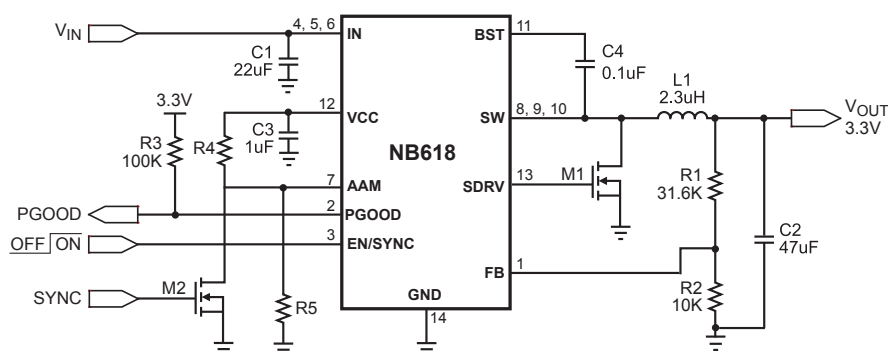 VIN
4, 5, 6
IN
BST
11
C1
22uF
C4
0.1uF
L1
2.3uH
3.3V
12
VCC
SW
8, 9, 10
VOUT
3.3V
R3
100K
R4
C3
1uF
NB618
7
AAM
SDRV
13
M1
R1
31.6K
PGOOD
2
PGOOD
OFF ON
3
EN/SYNC
C2
47uF
FB
1
SYNC
M2
R5
GND
14
R2
10K